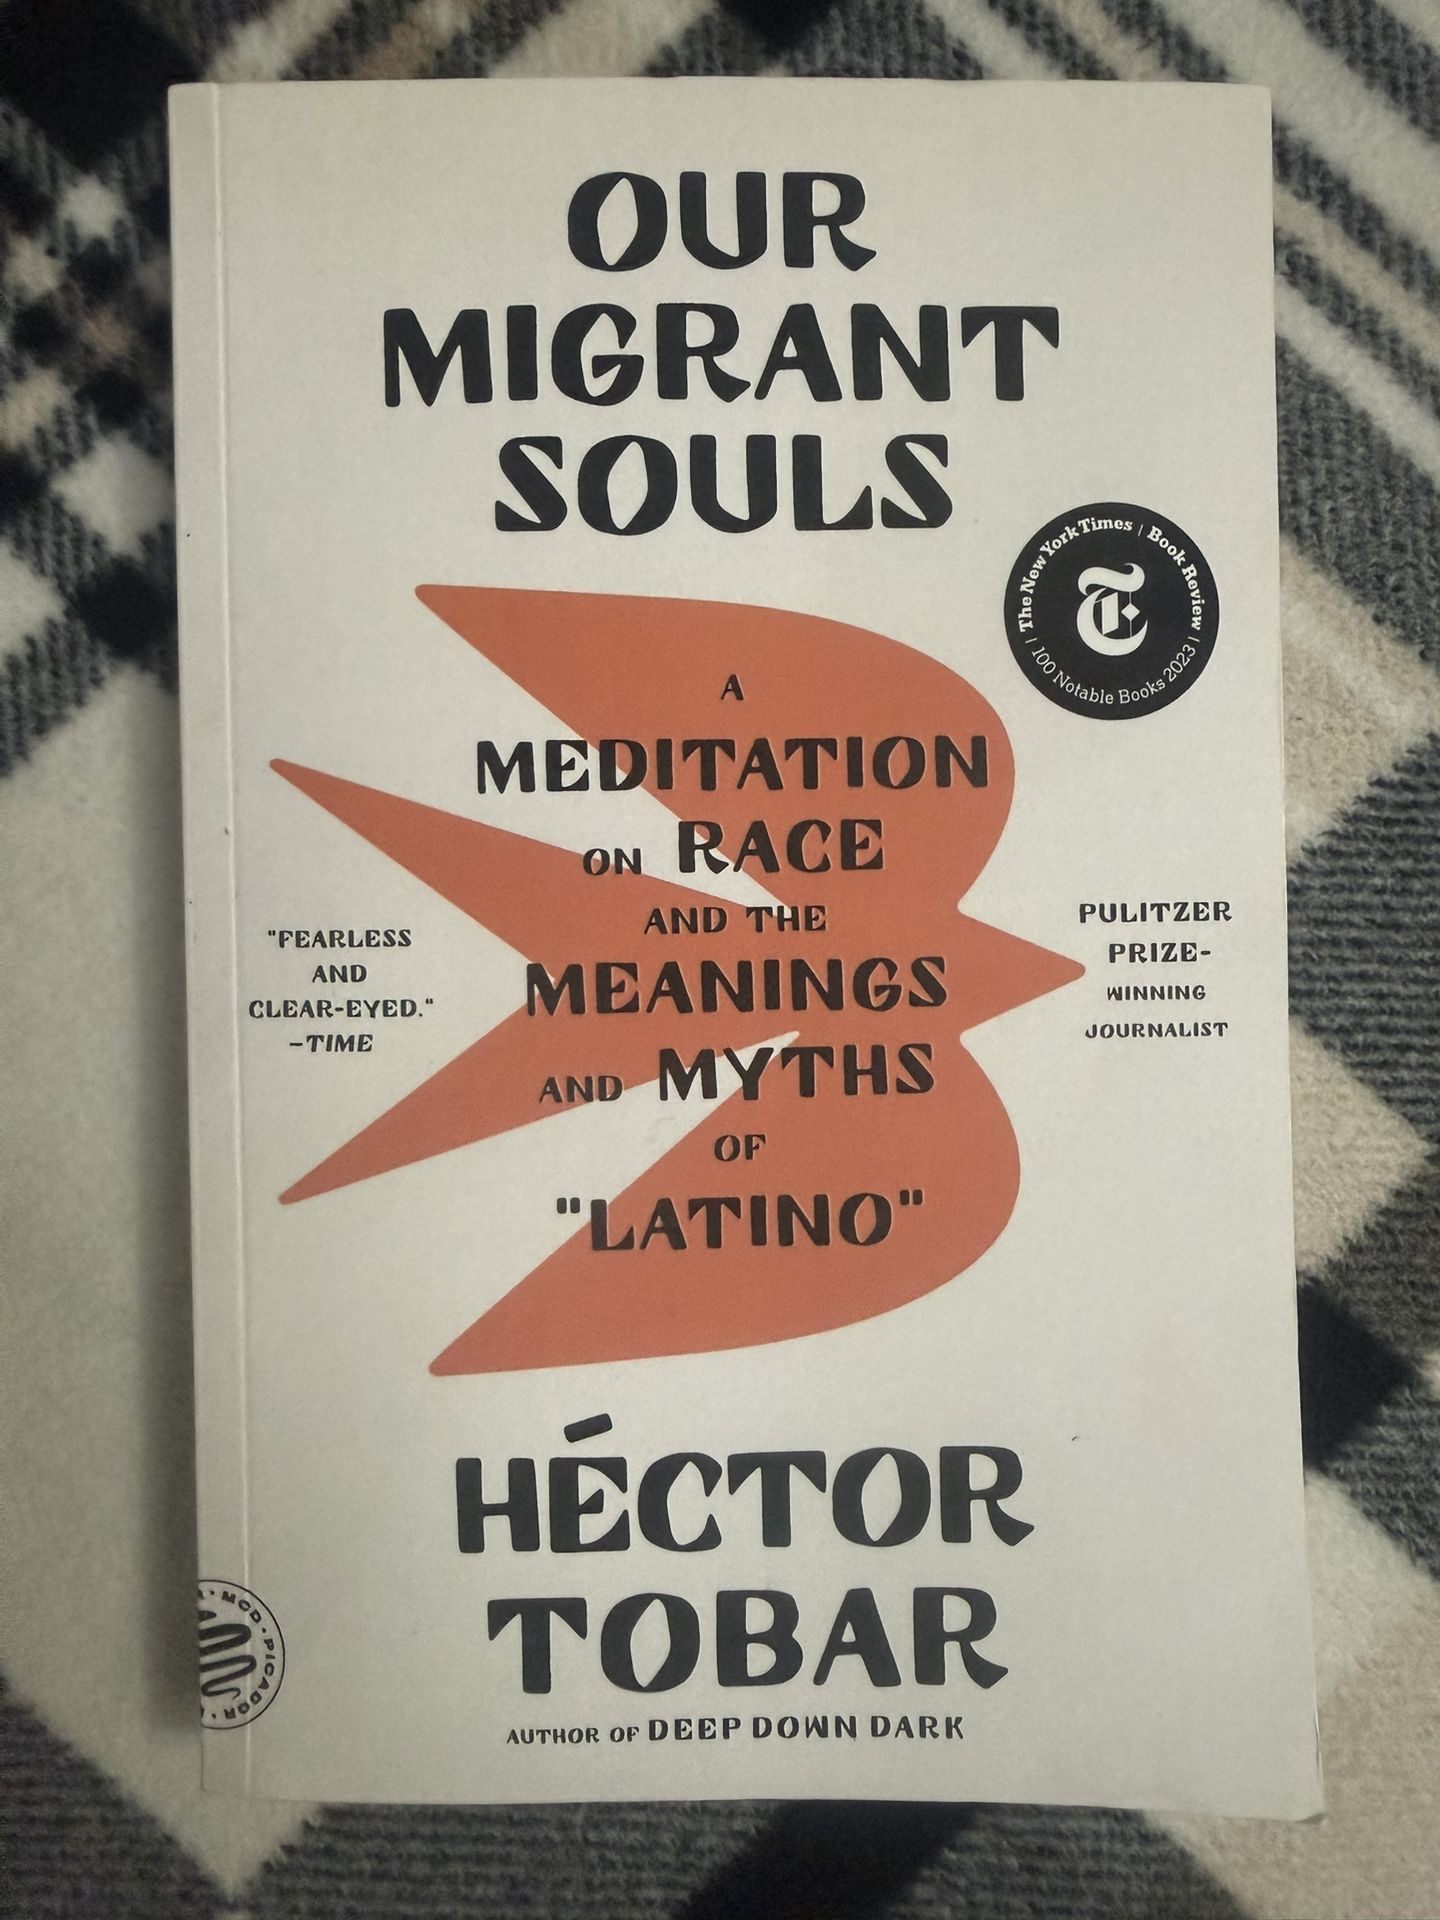 OUR
MIGRANT
SOULS
The New York Times | Book Review
| 100 Notable Books 2023 |
A
MEDITATION
ON RACE
AND THE
MEANINGS
AND MYTHS
OF
"LATINO"
"FEARLESS
AND
CLEAR-EYED."
–TIME
PULITZER
PRIZE-
WINNING
JOURNALIST
HÉCTOR
TOBAR
AUTHOR OF DEEP DOWN DARK
MCD · PICADOR